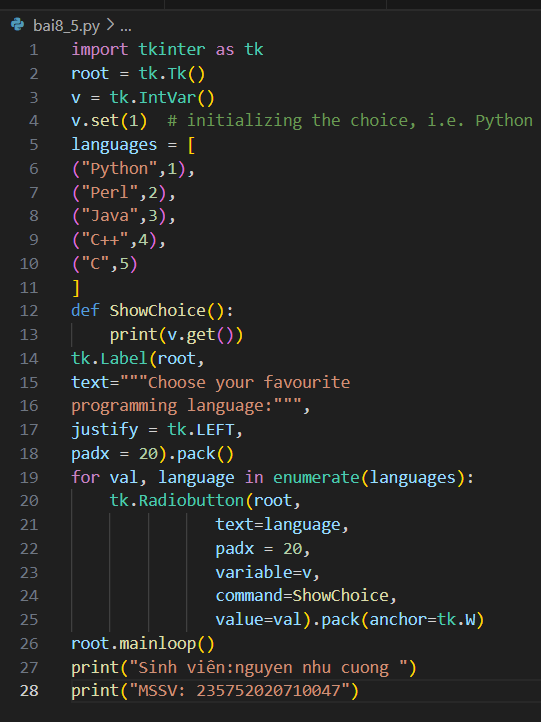 bai8_5.py > ...
1 import tkinter as tk
2 root = tk.Tk()
3 v = tk.IntVar()
4 v.set(1)  # initializing the choice, i.e. Python
5 languages = [
6 ("Python",1),
7 ("Perl",2),
8 ("Java",3),
9 ("C++",4),
10 ("C",5)
11 ]
12 def ShowChoice():
13     print(v.get())
14 tk.Label(root,
15 text="""Choose your favourite
16 programming language:""",
17 justify = tk.LEFT,
18 padx = 20).pack()
19 for val, language in enumerate(languages):
20     tk.Radiobutton(root,
21                text=language,
22                padx = 20,
23                variable=v,
24                command=ShowChoice,
25                value=val).pack(anchor=tk.W)
26 root.mainloop()
27 print("Sinh viên:nguyen nhu cuong ")
28 print("MSSV: 235752020710047")